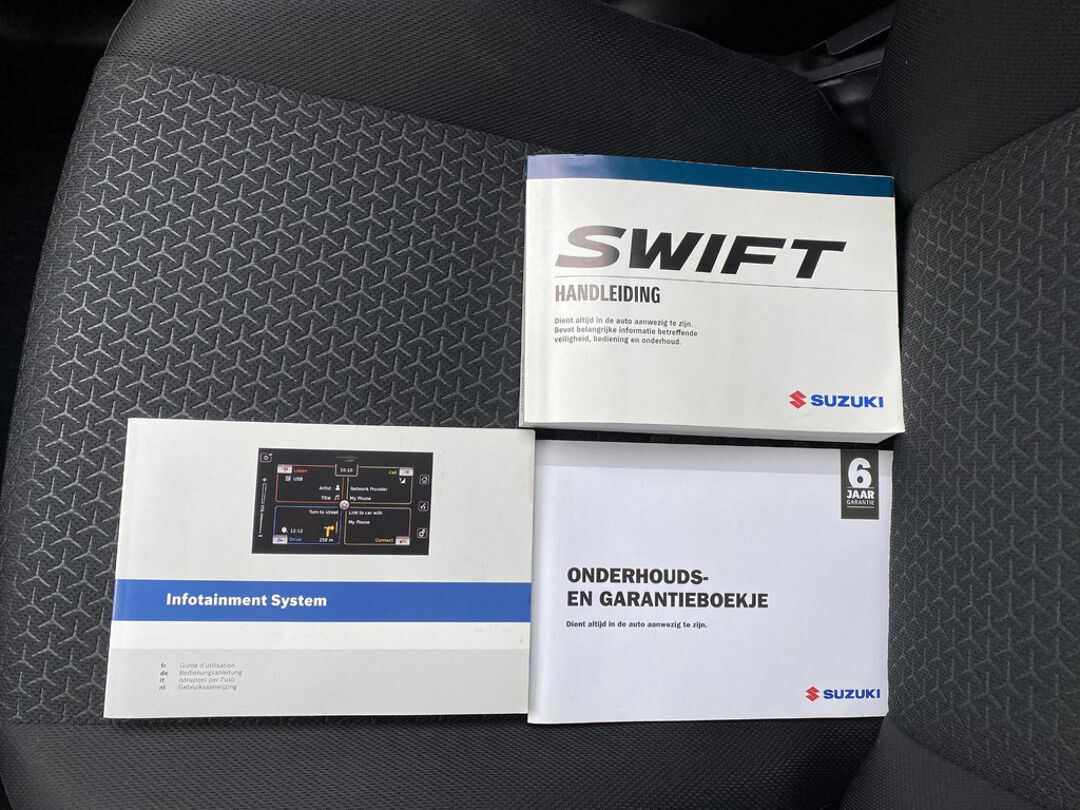 SWIFT
HANDLEIDING
Dient altijd in de auto aanwezig te zijn.
Bevat belangrijke informatie betreffende
veiligheid, bediening en onderhoud.
SUZUKI
10:10
Listen
Call
USB
Artist
Title
Network Provider
My Phone
Turn to street
Link to car with
My Phone
12:12
250 m
Drive
Connect
Infotainment System
fr Guide d'utilisation
de Bedienungsanleitung
it Istruzioni per l'uso
nl Gebruiksaanwijzing
6
JAAR
GARANTIE
ONDERHOUDS-
EN GARANTIEBOEKJE
Dient altijd in de auto aanwezig te zijn.
SUZUKI